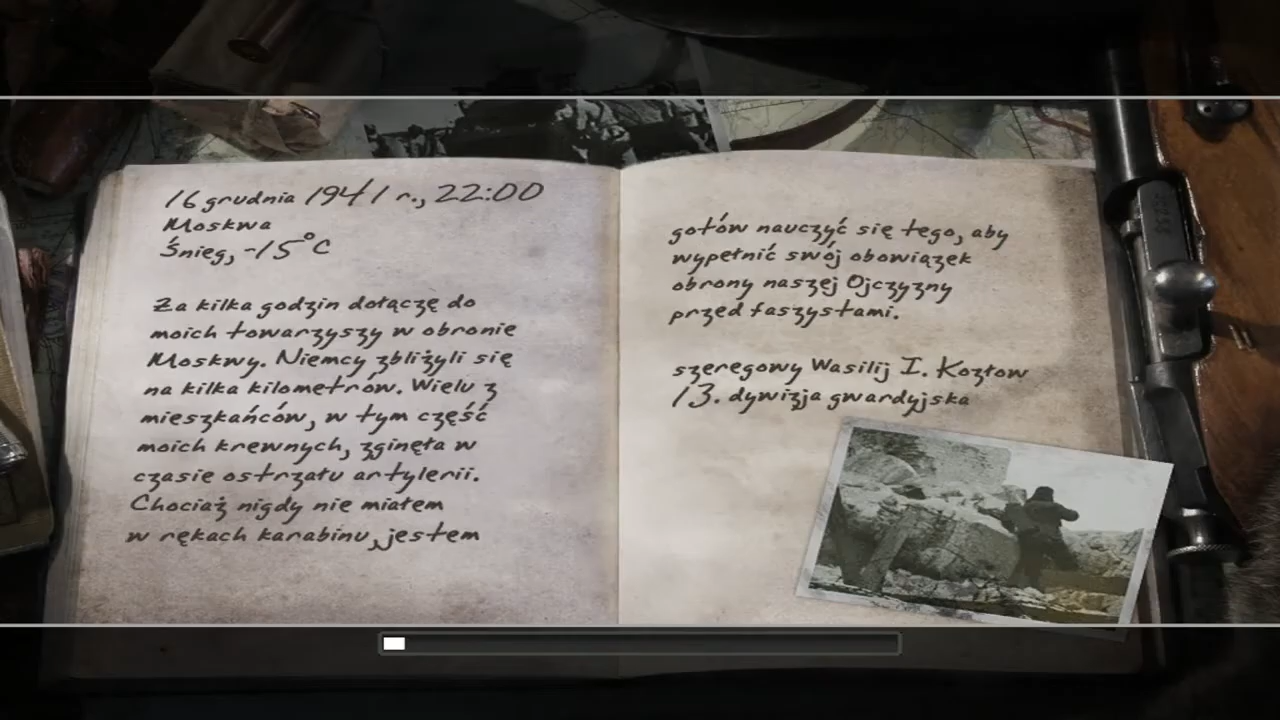 16 grudnia 1941 r., 22:00
Moskwa
Śnieg, -15°C
Za kilka godzin dołączę do
moich towarzyszy w obronie
Moskwy. Niemcy zbliżyli się
na kilka kilometrów. Wielu z
mieszkańców, w tym część
moich krewnych, zginęła w
czasie ostrzału artylerii.
Chociaż nigdy nie miałem
w rękach karabinu, jestem
gotów nauczyć się tego, aby
wypełnić swój obowiązek
obrony naszej Ojczyzny
przed faszystami.
szeregowy Wasilij I. Kozłow
13. dywizja gwardyjska